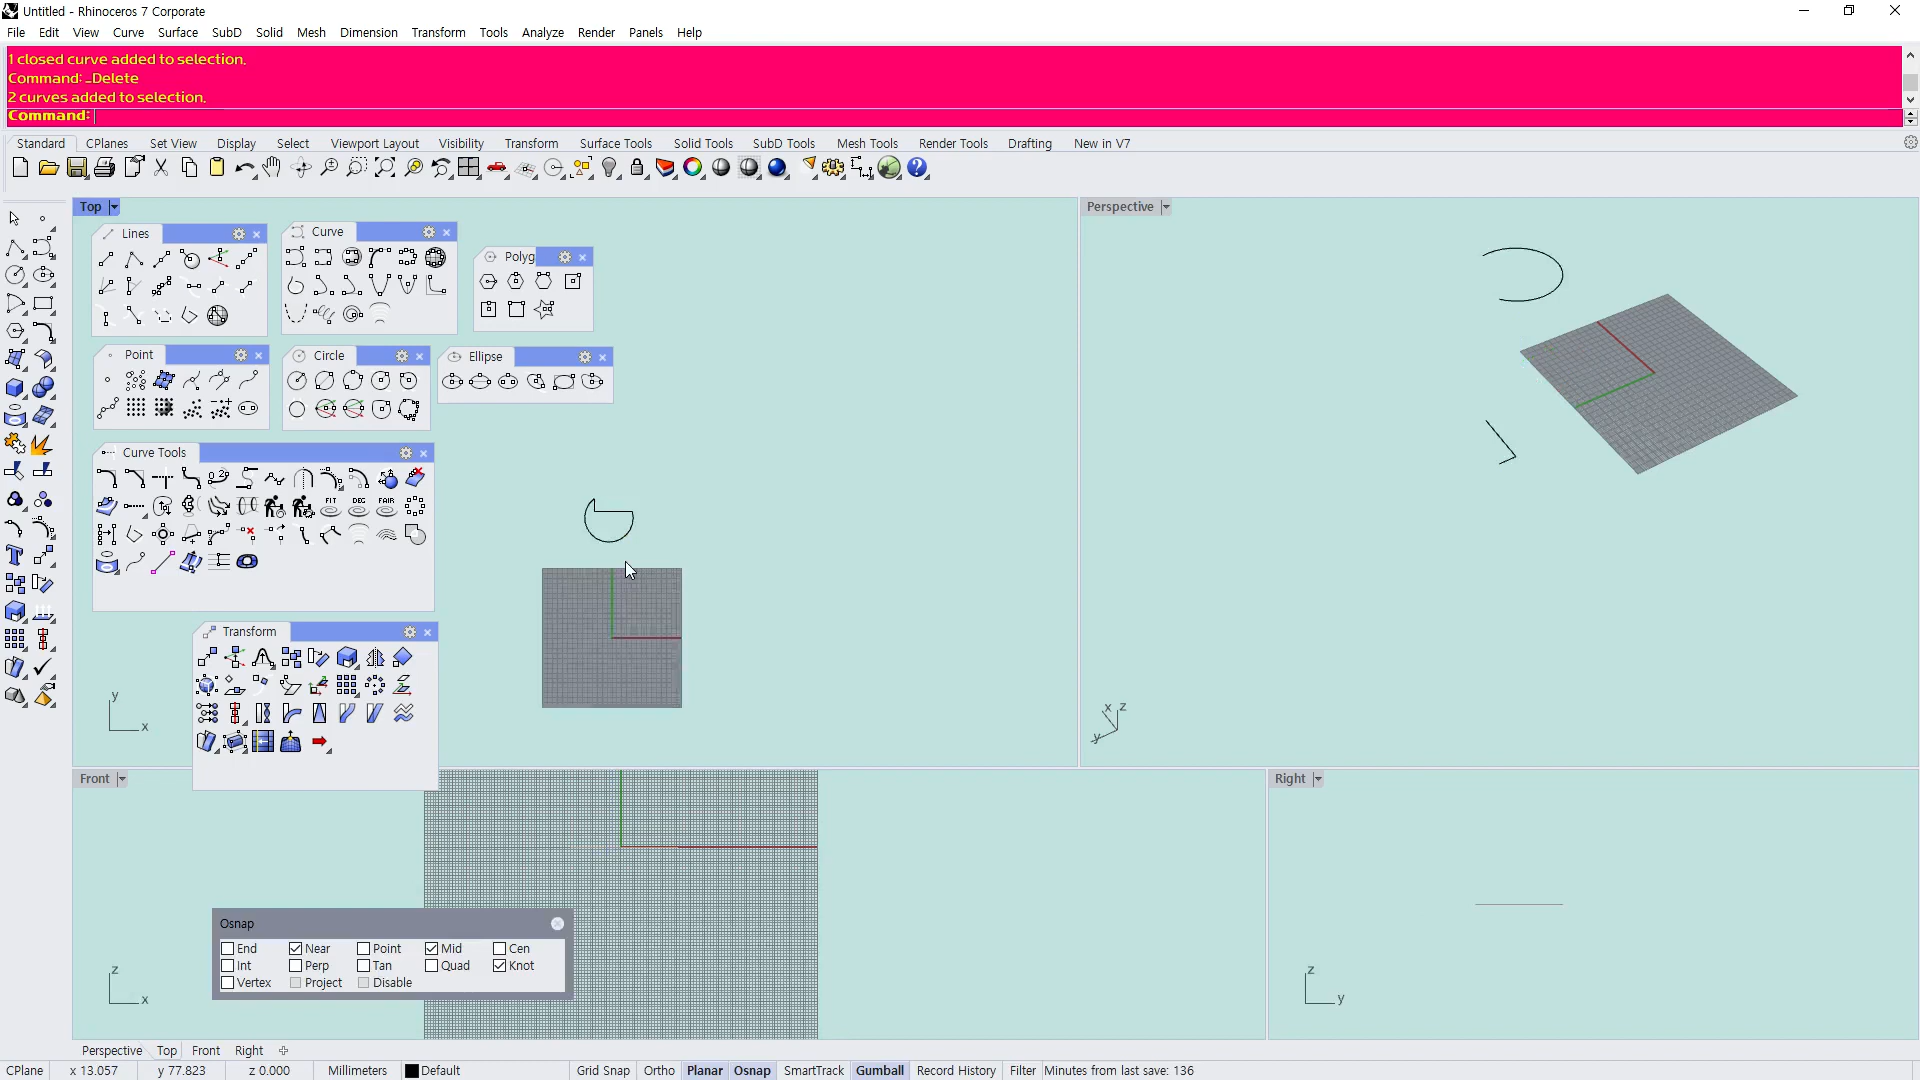 Untitled - Rhinoceros 7 Corporate
File Edit View Curve Surface SubD Solid Mesh Dimension Transform Tools Analyze Render Panels Help
1 closed curve added to selection.
Command: _Delete
2 curves added to selection.
Command:
Standard CPlanes Set View Display Select Viewport Layout Visibility Transform Surface Tools Solid Tools SubD Tools Mesh Tools Render Tools Drafting New in V7
Top
Perspective
Lines
Curve
Polyg
Point
Circle
Ellipse
Curve Tools
FIT DEG FAIR
Transform
y
x
x z
y
Front
Right
Osnap
End Near Point Mid Cen
Int Perp Tan Quad Knot
Vertex Project Disable
z
x
z
y
Perspective Top Front Right
CPlane x 13.057 y 77.823 z 0.000 Millimeters Default Grid Snap Ortho Planar Osnap SmartTrack Gumball Record History Filter Minutes from last save: 136